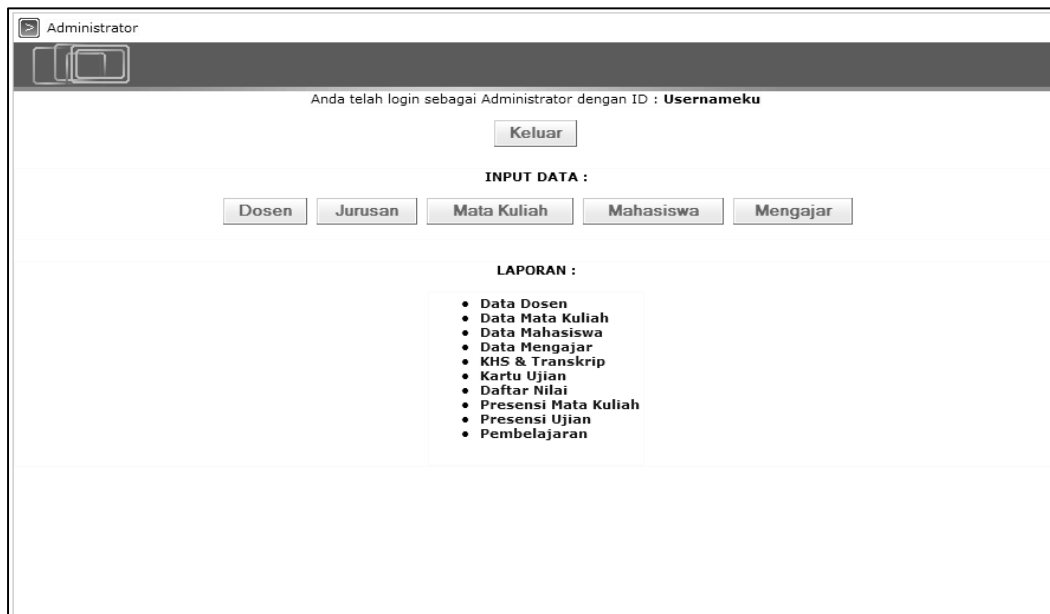 Administrator
Anda telah login sebagai Administrator dengan ID : Usernameku
Keluar
INPUT DATA :
Dosen Jurusan Mata Kuliah Mahasiswa Mengajar
LAPORAN :
• Data Dosen
• Data Mata Kuliah
• Data Mahasiswa
• Data Mengajar
• KHS & Transkrip
• Kartu Ujian
• Daftar Nilai
• Presensi Mata Kuliah
• Presensi Ujian
• Pembelajaran